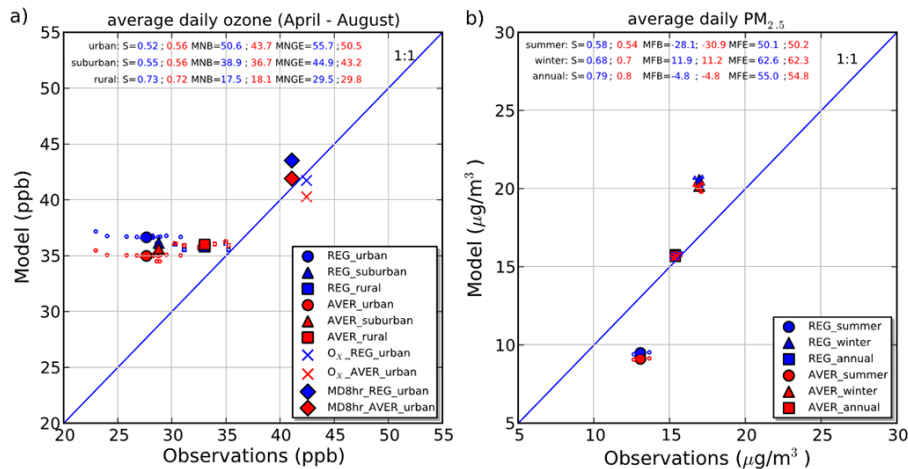 a)
average daily ozone (April - August)
urban: S=0.52 ; 0.56 MNB=50.6 ; 43.7 MNGE=55.7 ; 50.5
suburban: S=0.55 ; 0.56 MNB=38.9 ; 36.7 MNGE=44.9 ; 43.2
rural: S=0.73 ; 0.72 MNB=17.5 ; 18.1 MNGE=29.5 ; 29.8
1:1
55
50
45
40
35
30
25
20
Model (ppb)
REG_urban
REG_suburban
REG_rural
AVER_urban
AVER_suburban
AVER_rural
OX_REG_urban
OX_AVER_urban
MD8hr_REG_urban
MD8hr_AVER_urban
20 25 30 35 40 45 50 55
Observations (ppb)
b)
average daily PM2.5
summer: S=0.58 ; 0.54 MFB=-28.1; -30.9 MFE=50.1 ; 50.2
winter: S=0.68 ; 0.7 MFB=11.9 ; 11.2 MFE=62.6 ; 62.3
annual: S=0.79 ; 0.8 MFB=-4.8 ; -4.8 MFE=55.0 ; 54.8
1:1
30
25
20
15
10
5
Model (μg/m³ )
REG_summer
REG_winter
REG_annual
AVER_summer
AVER_winter
AVER_annual
5 10 15 20 25 30
Observations (μg/m³ )